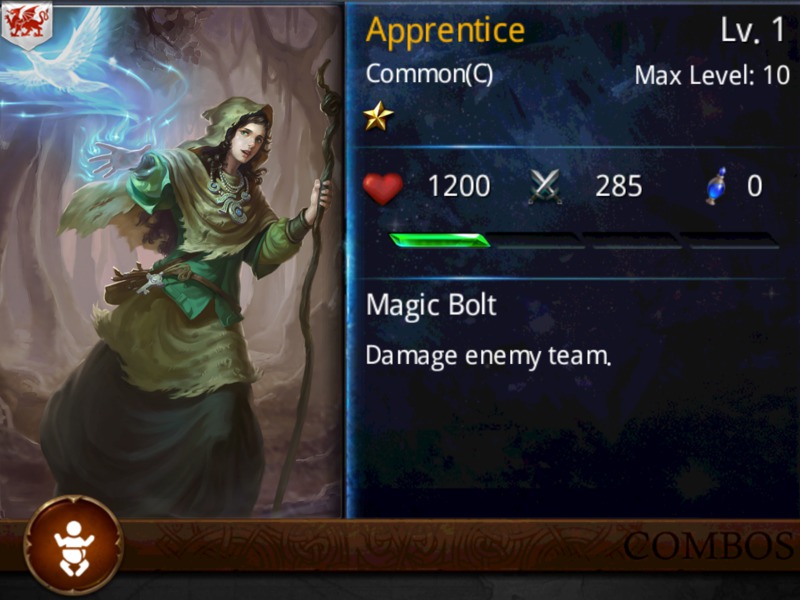 Apprentice Lv. 1
Common(C) Max Level: 10
1200 285 0
Magic Bolt
Damage enemy team.
COMBOS